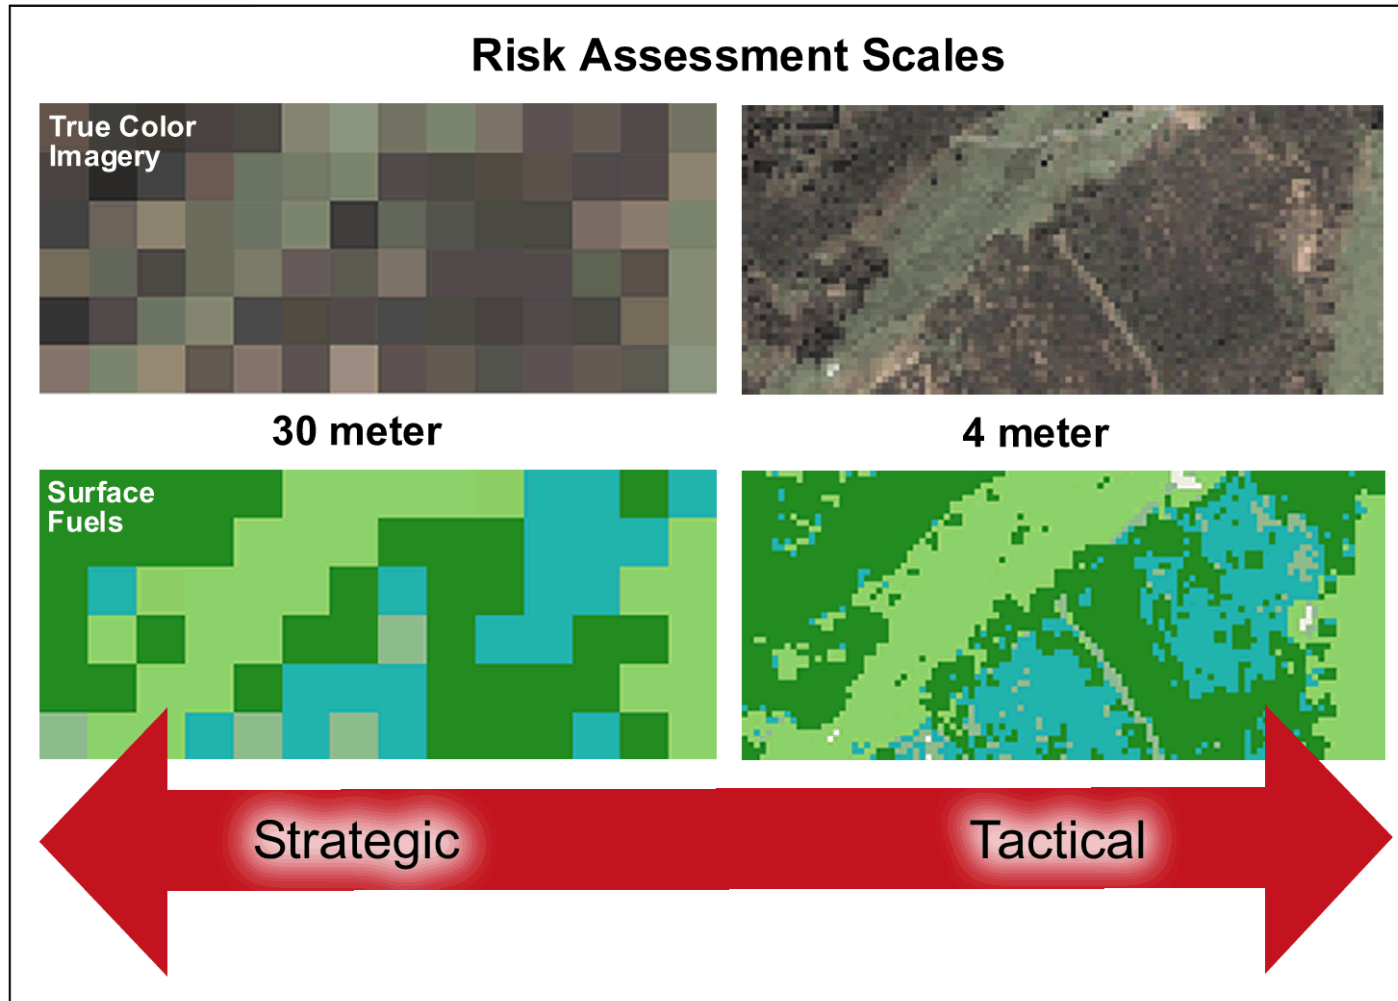 Risk Assessment Scales
True Color
Imagery
30 meter
4 meter
Surface
Fuels
Strategic
Tactical